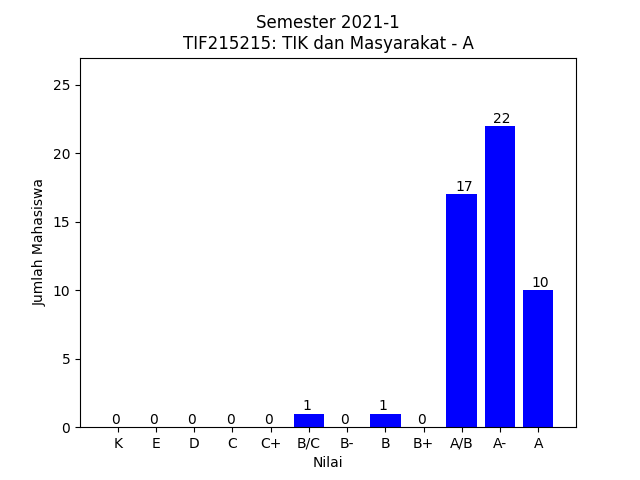 Semester 2021-1
TIF215215: TIK dan Masyarakat - A
Jumlah Mahasiswa
25
20
15
10
5
0
0 0 0 0 0 1 0 1 0 17 22 10
K E D C C+ B/C B- B B+ A/B A- A
Nilai